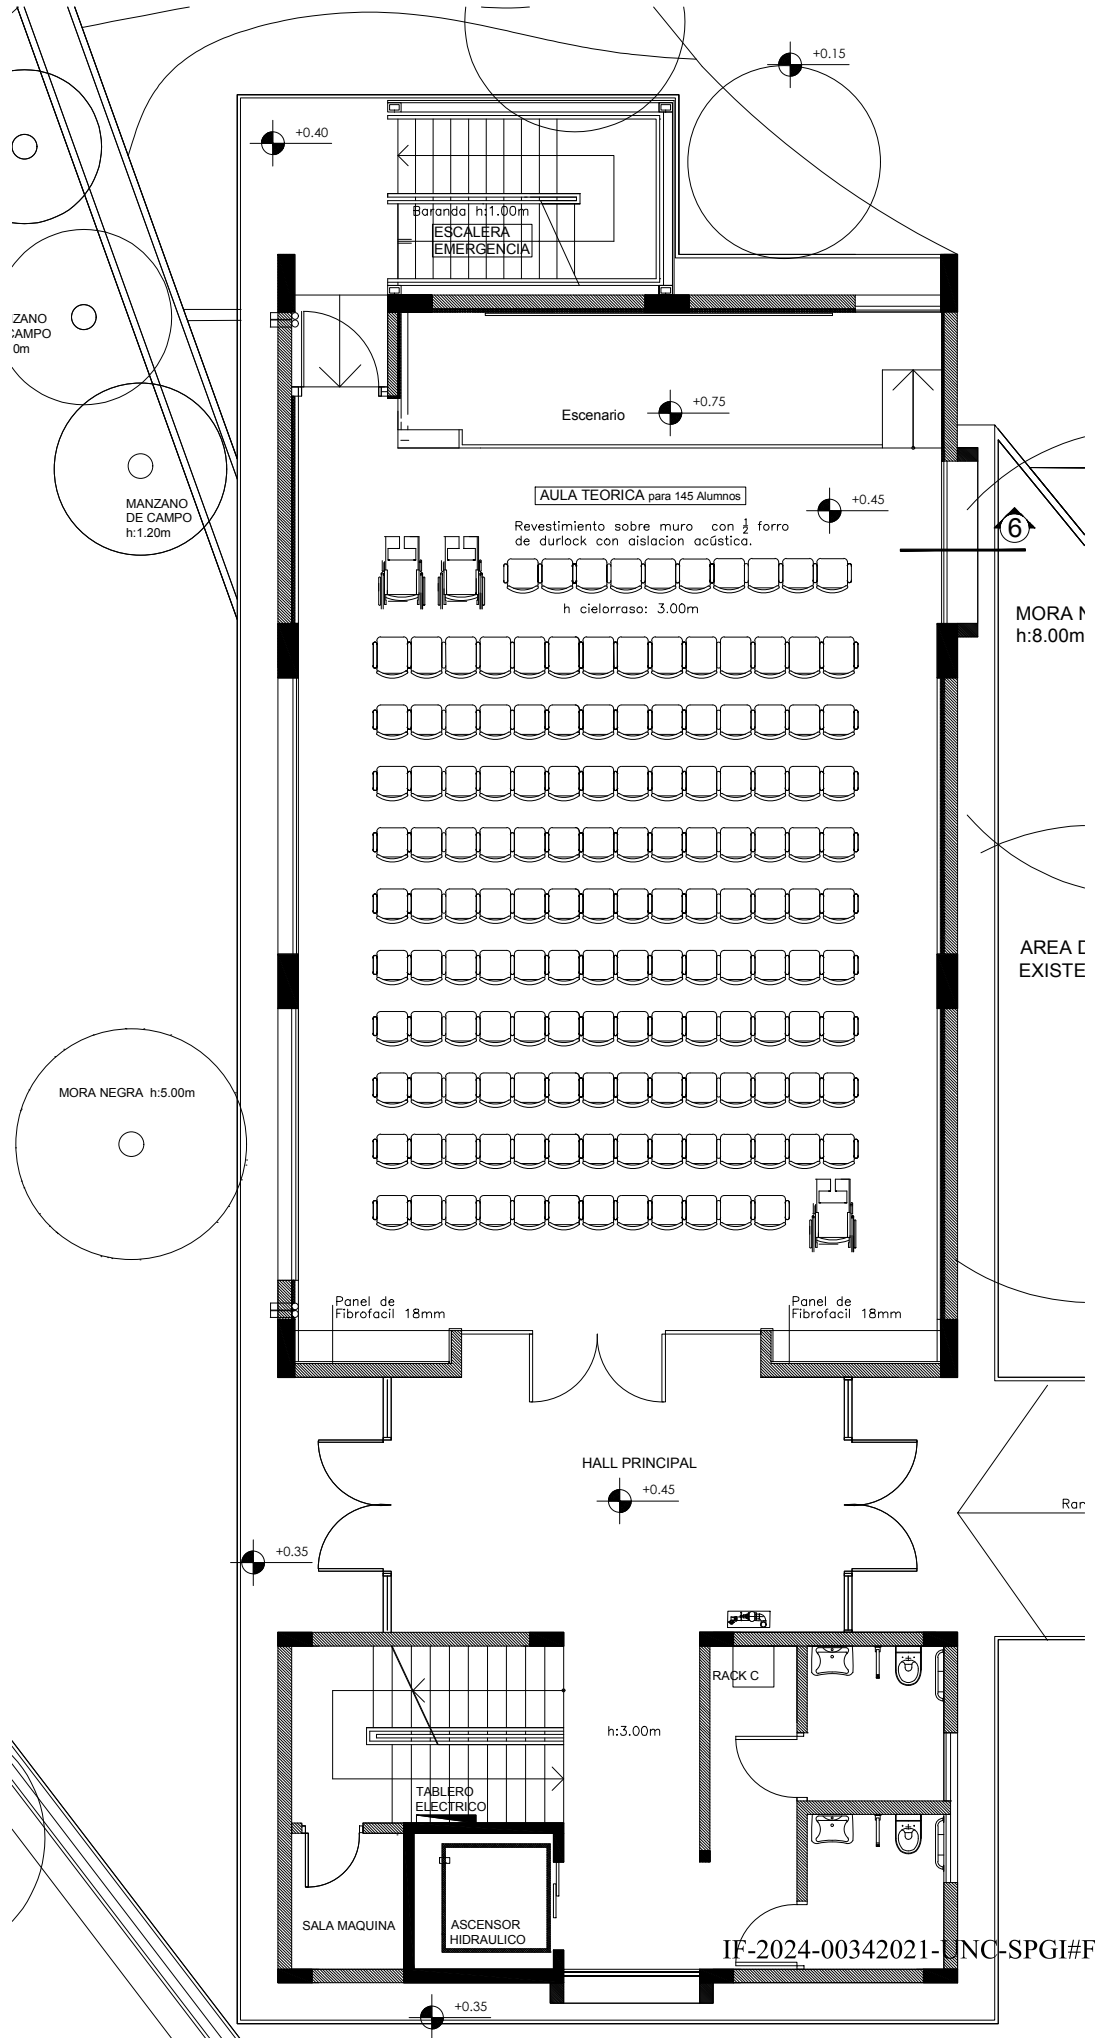 +0.15
+0.40
Baranda h:1.00m
ESCALERA
EMERGENCIA
ZANO
CAMPO
0m
Escenario
+0.75
MANZANO
DE CAMPO
h:1.20m
AULA TEORICA para 145 Alumnos
+0.45
Revestimiento sobre muro con 1/2 forro
de durlock con aislacion acústica.
6
h cielorraso: 3.00m
MORA N
h:8.00m
AREA D
EXISTE
MORA NEGRA h:5.00m
Panel de
Fibrofacil 18mm
Panel de
Fibrofacil 18mm
HALL PRINCIPAL
+0.45
Ran
+0.35
RACK C
h:3.00m
TABLERO
ELECTRICO
SALA MAQUINA
ASCENSOR
HIDRAULICO
IF-2024-00342021-UNC-SPGI#F
+0.35